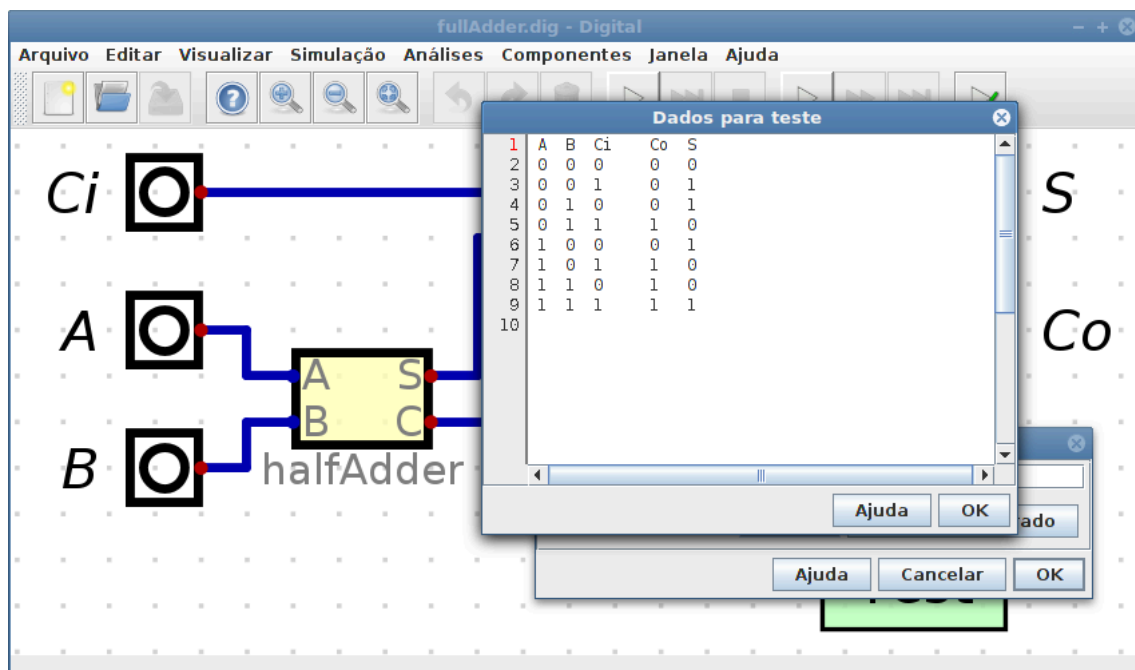 fullAdder.dig - Digital
Arquivo Editar Visualizar Simulação Análises Componentes Janela Ajuda
Dados para teste
1 A B Ci Co S
2 0 0 0 0 0
3 0 0 1 0 1
4 0 1 0 0 1
5 0 1 1 1 0
6 1 0 0 0 1
7 1 0 1 1 0
8 1 1 0 1 0
9 1 1 1 1 1
10
Ajuda OK
Ci
S
A
Co
A S
B C
B
halfAdder
Ajuda Cancelar OK